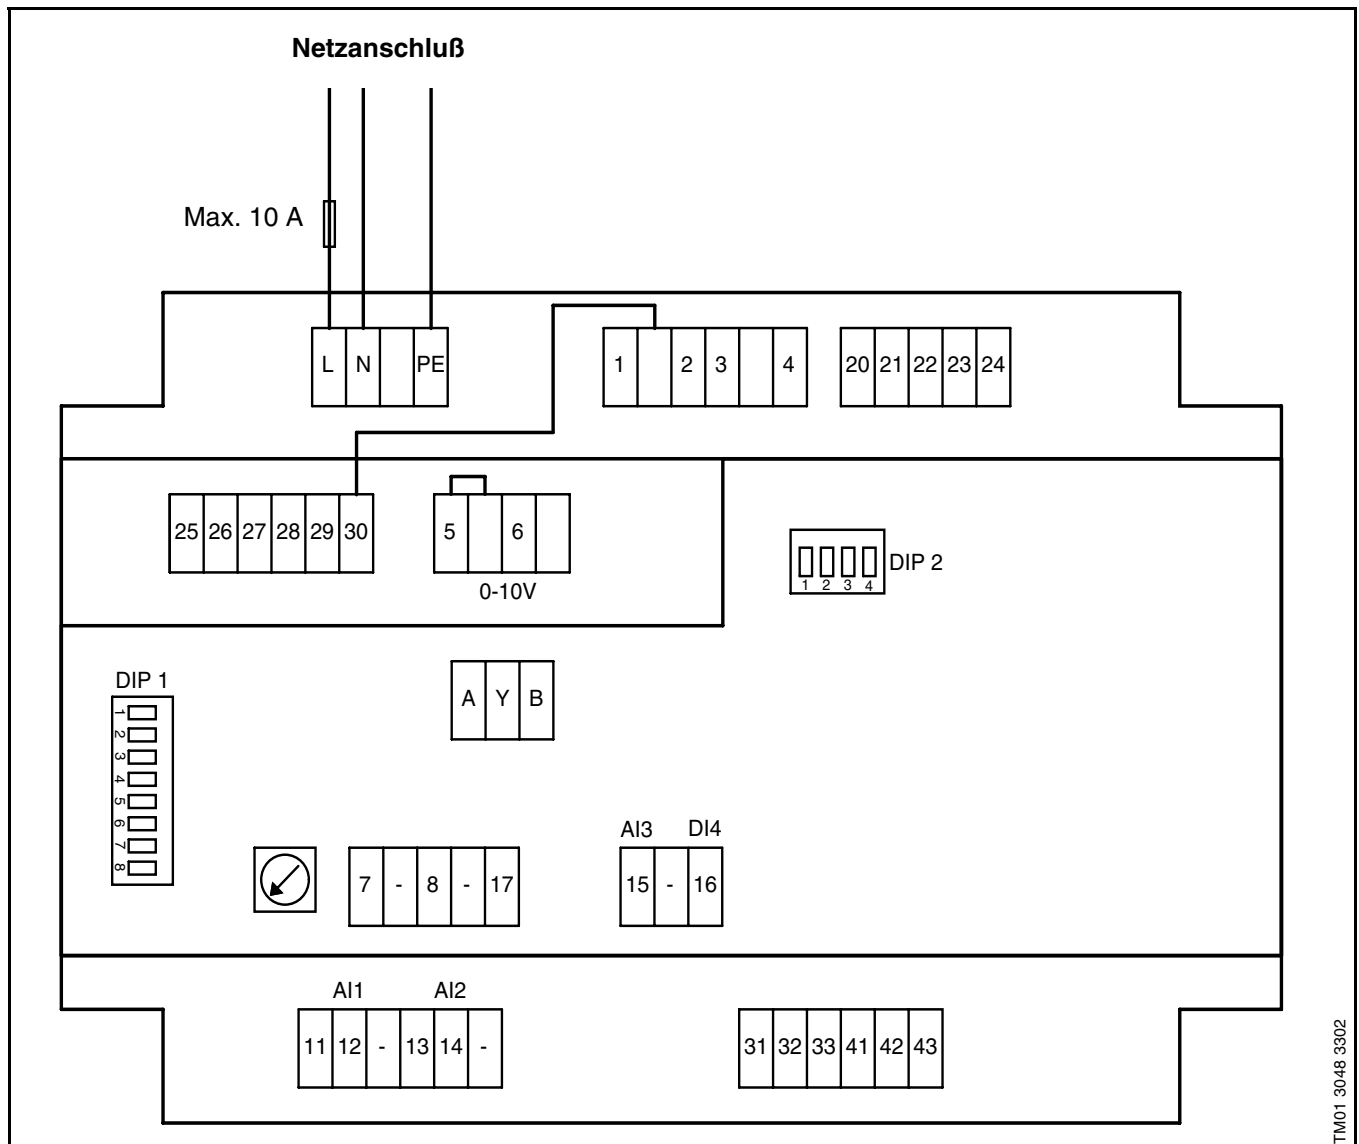 Netzanschluß
Max. 10 A
L N PE
1 2 3 4
20 21 22 23 24
25 26 27 28 29 30
5 6
0-10V
1 2 3 4
DIP 2
DIP 1
1
2
3
4
5
6
7
8
A Y B
AI3 DI4
7 - 8 - 17
15 - 16
AI1 AI2
11 12 - 13 14 -
31 32 33 41 42 43
TM01 3048 3302